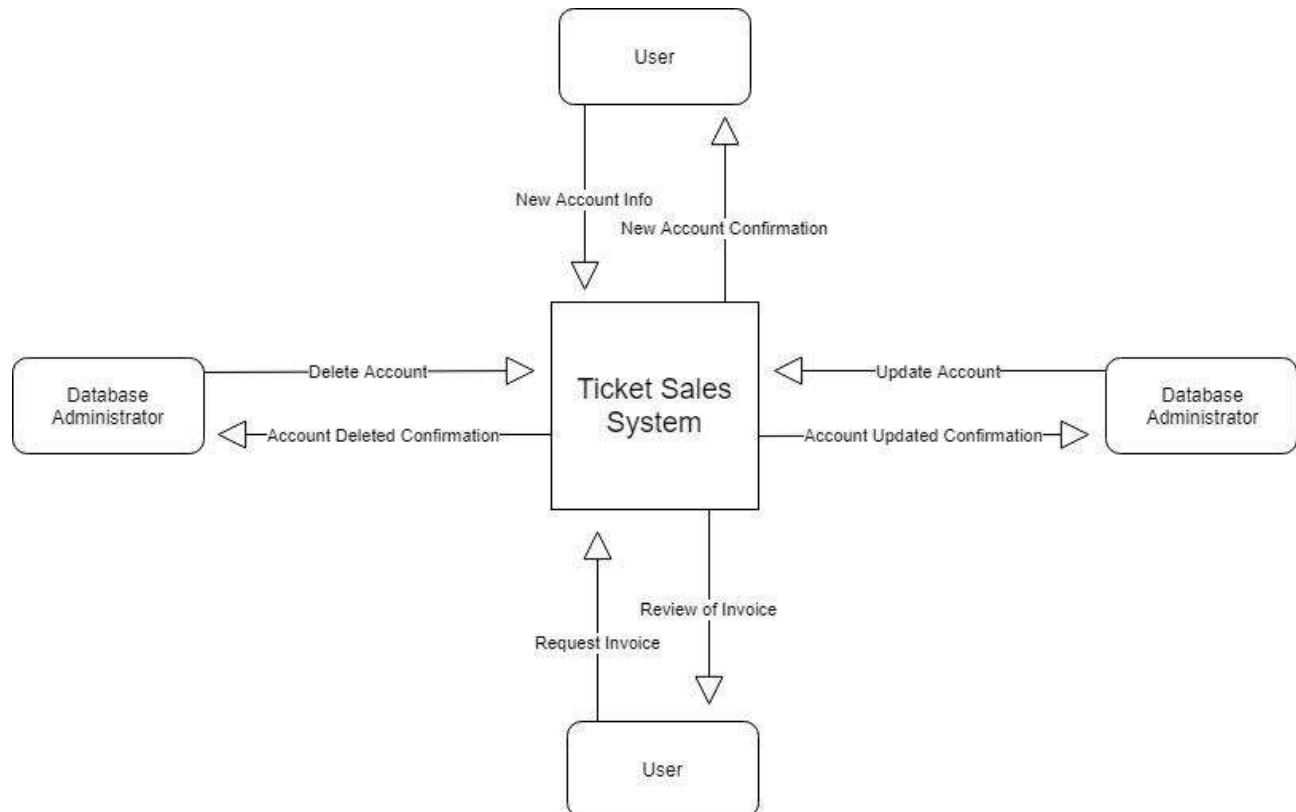 User
New Account Info
New Account Confirmation
Delete Account
Update Account
Database
Administrator
Ticket Sales
System
Database
Administrator
Account Deleted Confirmation
Account Updated Confirmation
Review of Invoice
Request Invoice
User